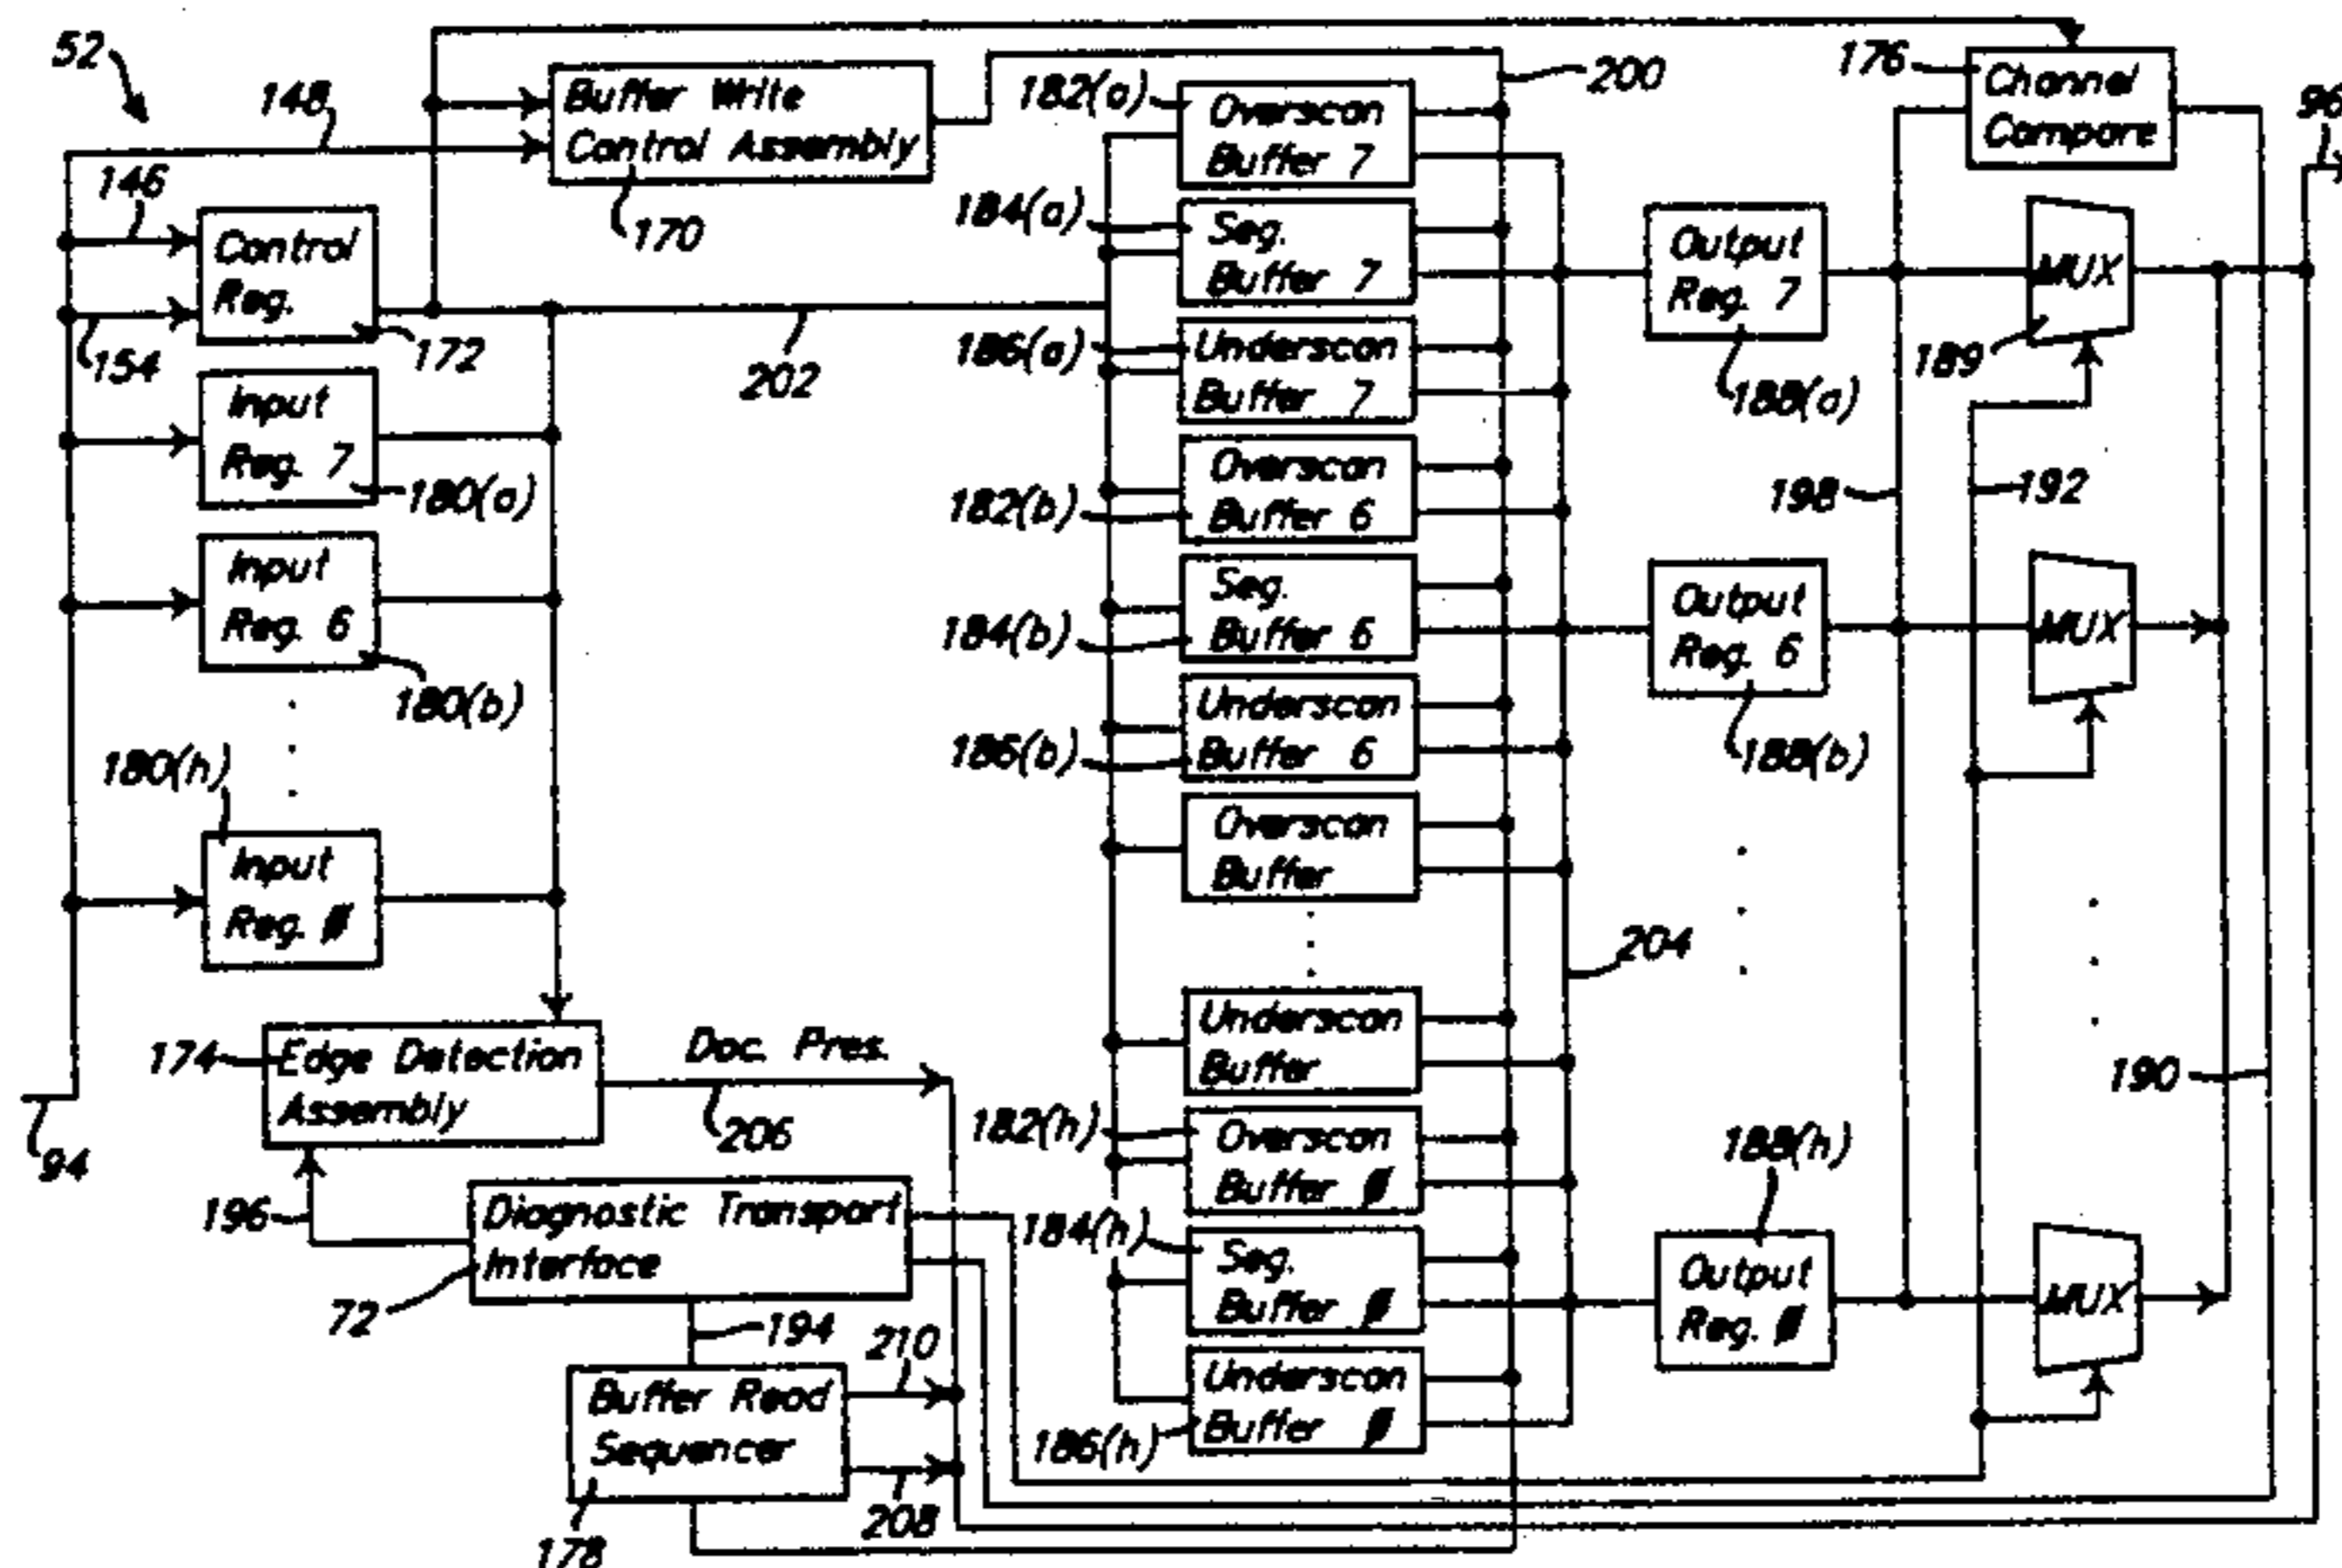 52
148
146
154
Buffer Write
Control Assembly
170
Control
Reg.
172
202
Input
Reg. 7
180(a)
Input
Reg. 6
180(b)
180(h)
Input
Reg. Ø
94
174
Edge Detection
Assembly
Doc. Pres.
206
196
Diagnostic Transport
Interface
72
194
210
Buffer Read
Sequencer
208
178
182(a)
Overscan
Buffer 7
200
184(a)
Seg.
Buffer 7
186(a)
Underscan
Buffer 7
182(b)
Overscan
Buffer 6
184(b)
Seg.
Buffer 6
186(b)
Underscan
Buffer 6
Overscan
Buffer
204
Underscan
Buffer
182(h)
Overscan
Buffer Ø
184(h)
Seg.
Buffer Ø
186(h)
Underscan
Buffer Ø
176
Channel
Compare
96
Output
Reg. 7
188(a)
MUX
189
198
192
Output
Reg. 6
188(b)
MUX
190
188(h)
Output
Reg. Ø
MUX